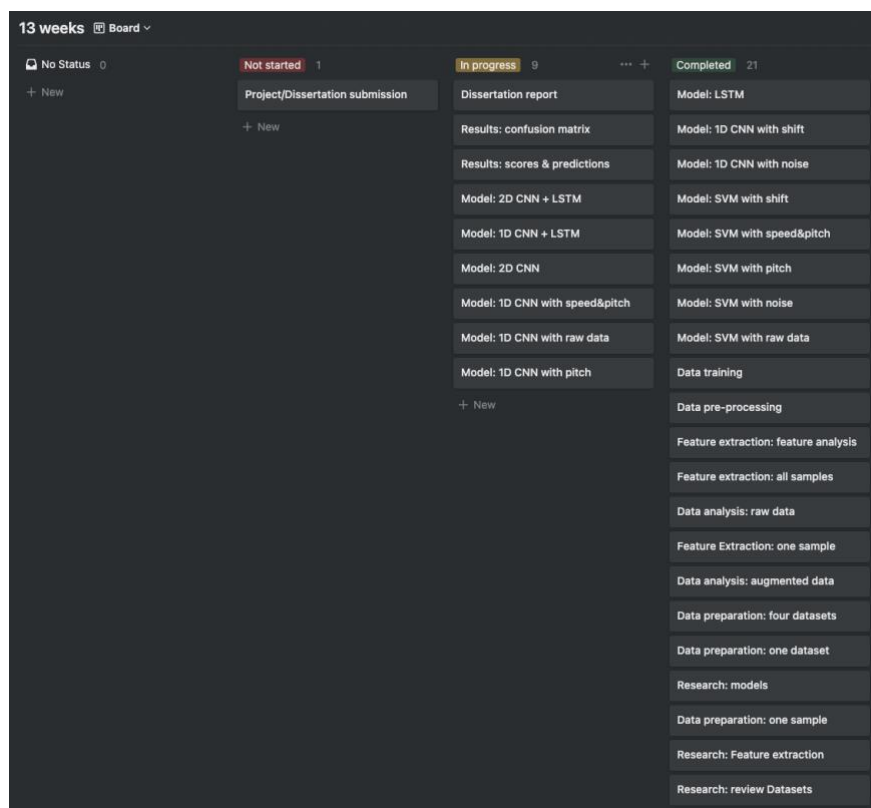 13 weeks Board
No Status 0
+ New
Not started 1
Project/Dissertation submission
+ New
In progress 9 ... +
Dissertation report
Results: confusion matrix
Results: scores & predictions
Model: 2D CNN + LSTM
Model: 1D CNN + LSTM
Model: 2D CNN
Model: 1D CNN with speed&pitch
Model: 1D CNN with raw data
Model: 1D CNN with pitch
+ New
Completed 21
Model: LSTM
Model: 1D CNN with shift
Model: 1D CNN with noise
Model: SVM with shift
Model: SVM with speed&pitch
Model: SVM with pitch
Model: SVM with noise
Model: SVM with raw data
Data training
Data pre-processing
Feature extraction: feature analysis
Feature extraction: all samples
Data analysis: raw data
Feature Extraction: one sample
Data analysis: augmented data
Data preparation: four datasets
Data preparation: one dataset
Research: models
Data preparation: one sample
Research: Feature extraction
Research: review Datasets